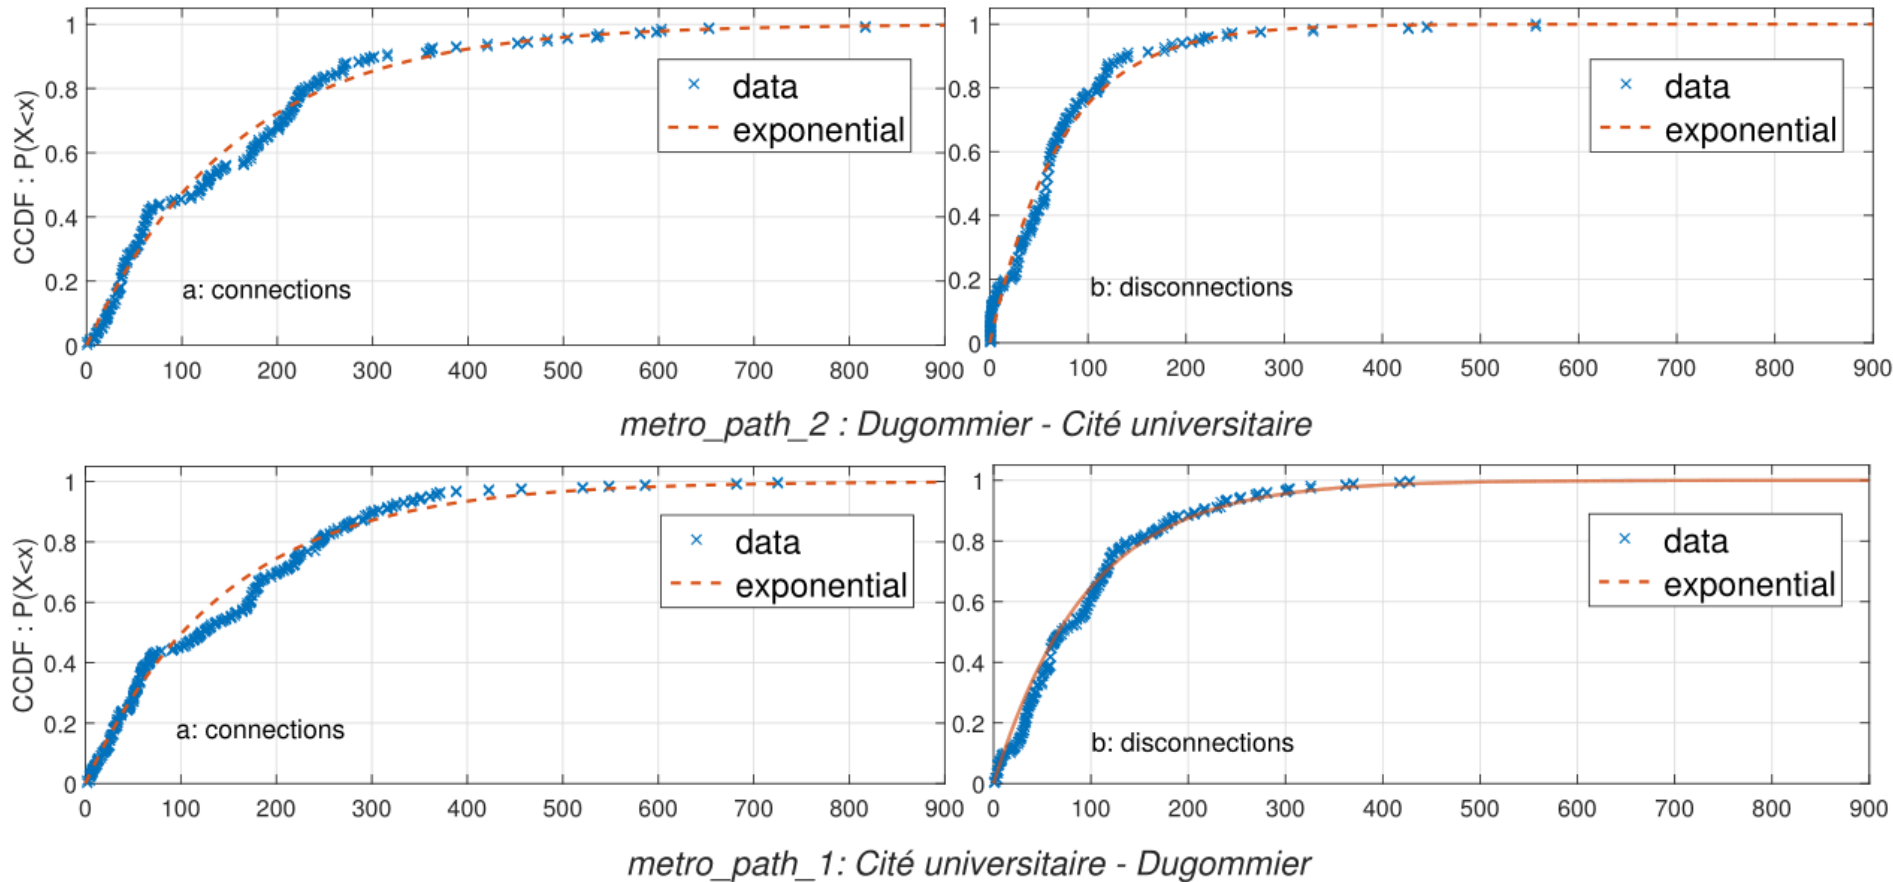 1
0.8
0.6
0.4
0.2
0
CCDF : P(X<x)
data
exponential
a: connections
0 100 200 300 400 500 600 700 800 900
1
0.8
0.6
0.4
0.2
0
data
exponential
b: disconnections
0 100 200 300 400 500 600 700 800 900
metro_path_2 : Dugommier - Cité universitaire
1
0.8
0.6
0.4
0.2
0
CCDF : P(X<x)
data
exponential
a: connections
0 100 200 300 400 500 600 700 800 900
1
0.8
0.6
0.4
0.2
0
data
exponential
b: disconnections
0 100 200 300 400 500 600 700 800 900
metro_path_1: Cité universitaire - Dugommier